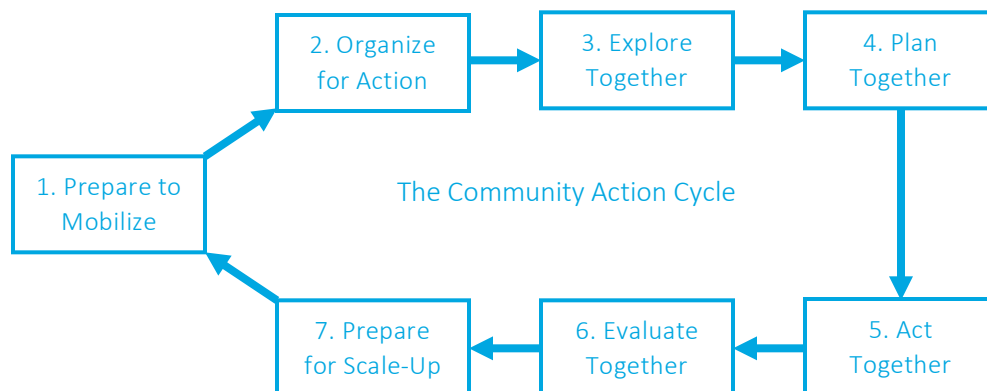 2. Organize
for Action
3. Explore
Together
4. Plan
Together
1. Prepare to
Mobilize
The Community Action Cycle
7. Prepare
for Scale-Up
6. Evaluate
Together
5. Act
Together